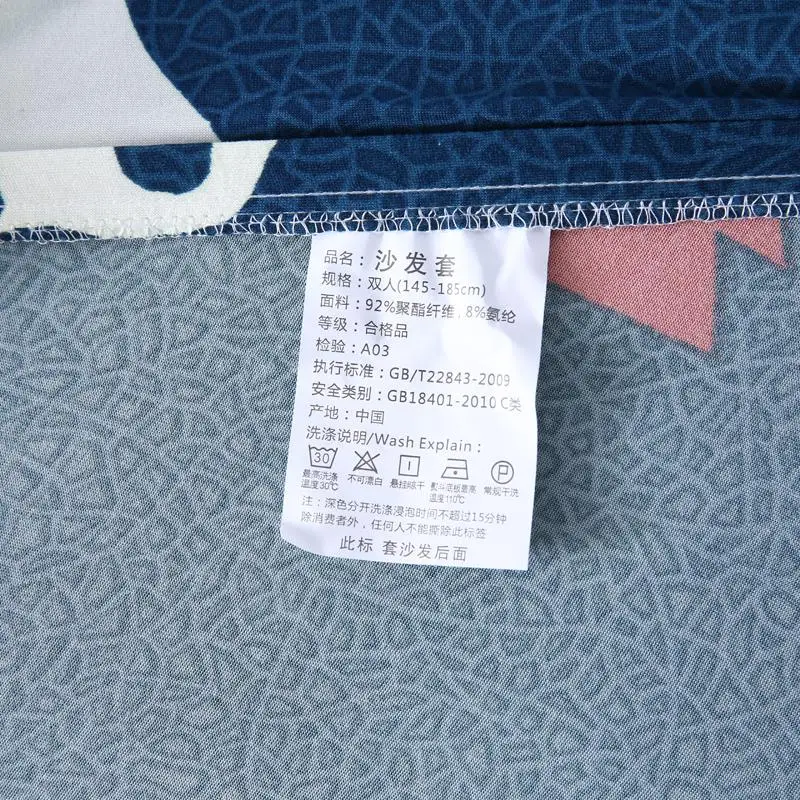 品名：沙发套
规格：双人(145-185cm)
面料：92%聚酯纤维,8%氨纶
等级：合格品
检验：A03
执行标准：GB/T22843-2009
安全类别：GB18401-2010 C类
产地：中国
洗涤说明/Wash Explain：
30 P
最高洗涤 不可漂白 悬挂晾干 熨斗底板最高 常规干洗
温度30℃ 温度110℃
注：深色分开洗涤浸泡时间不超过15分钟
除消费者外，任何人不能撕除此标签
此标 套沙发后面